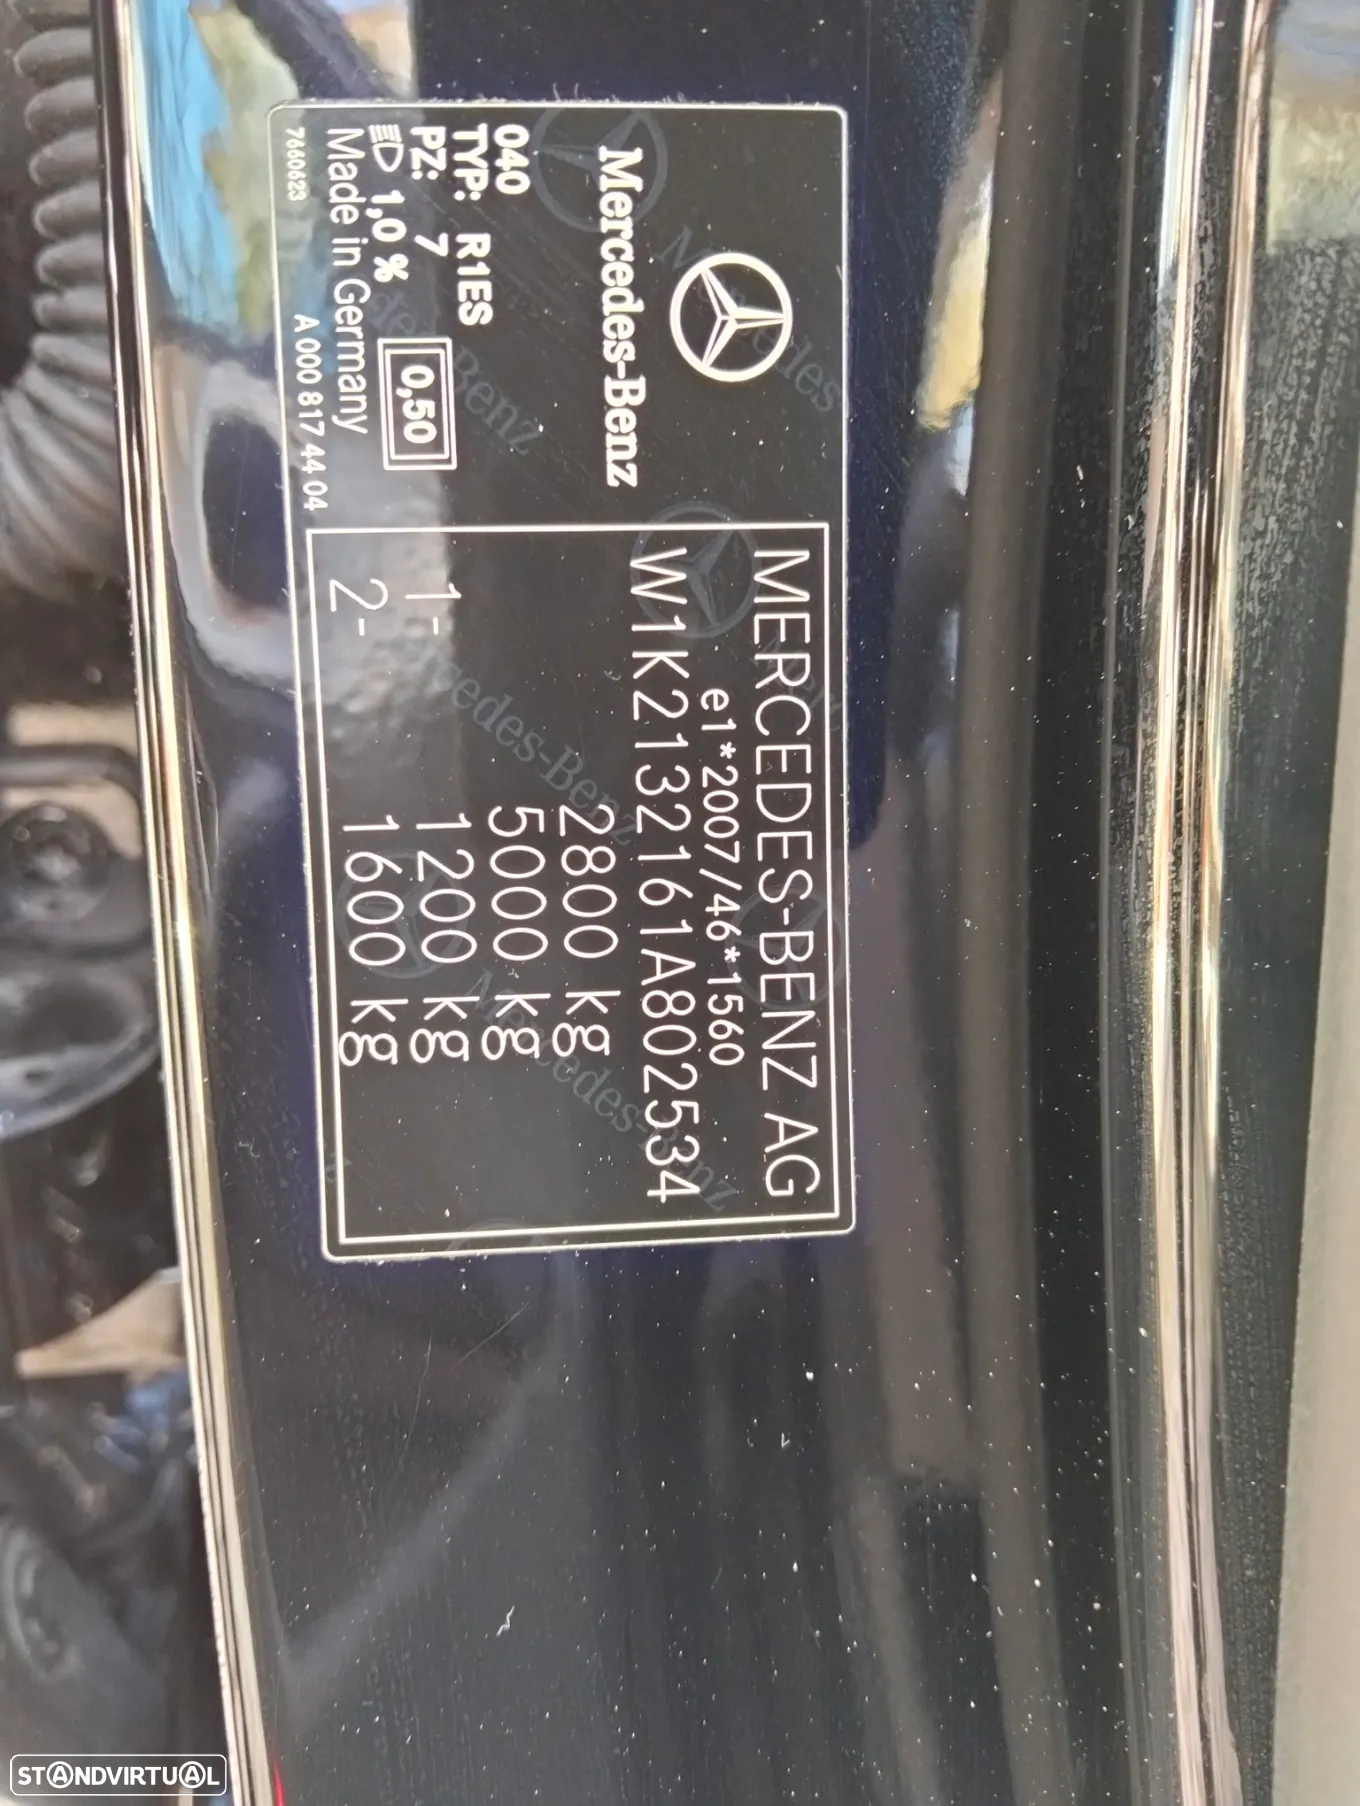 Mercedes-Benz
040
TYP: R1ES
PZ: 7
1,0 %
0,50
Made in Germany
7660623
A 000 817 44 04
MERCEDES-BENZ AG
e1*2007/46*1560
W1K2132161A802534
2800 kg
5000 kg
1- 1200 kg
2- 1600 kg
STANDVIRTUAL